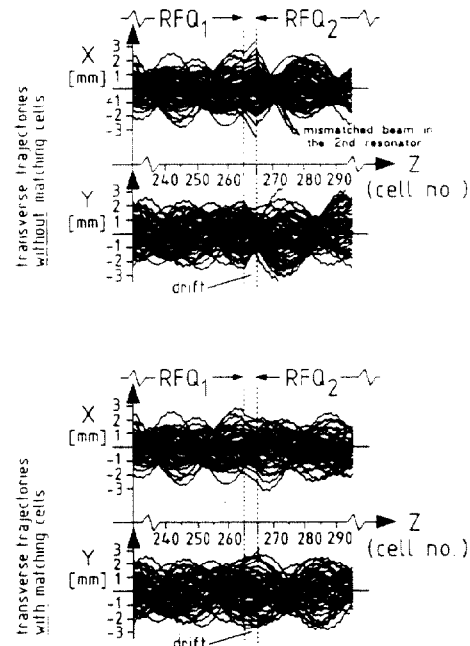 RFQ1 RFQ2
X
[mm]
3
2
1
-1
-2
-3
mismatched beam in
the 2nd resonator
240 250 260 270 280 290
Z
(cell no.)
Y
[mm]
3
2
1
-1
-2
-3
drift
transverse trajectories
without matching cells
RFQ1 RFQ2
X
[mm]
3
2
1
-1
-2
-3
240 250 260 270 280 290
Z
(cell no.)
Y
[mm]
3
2
1
-1
-2
-3
drift
transverse trajectories
with matching cells